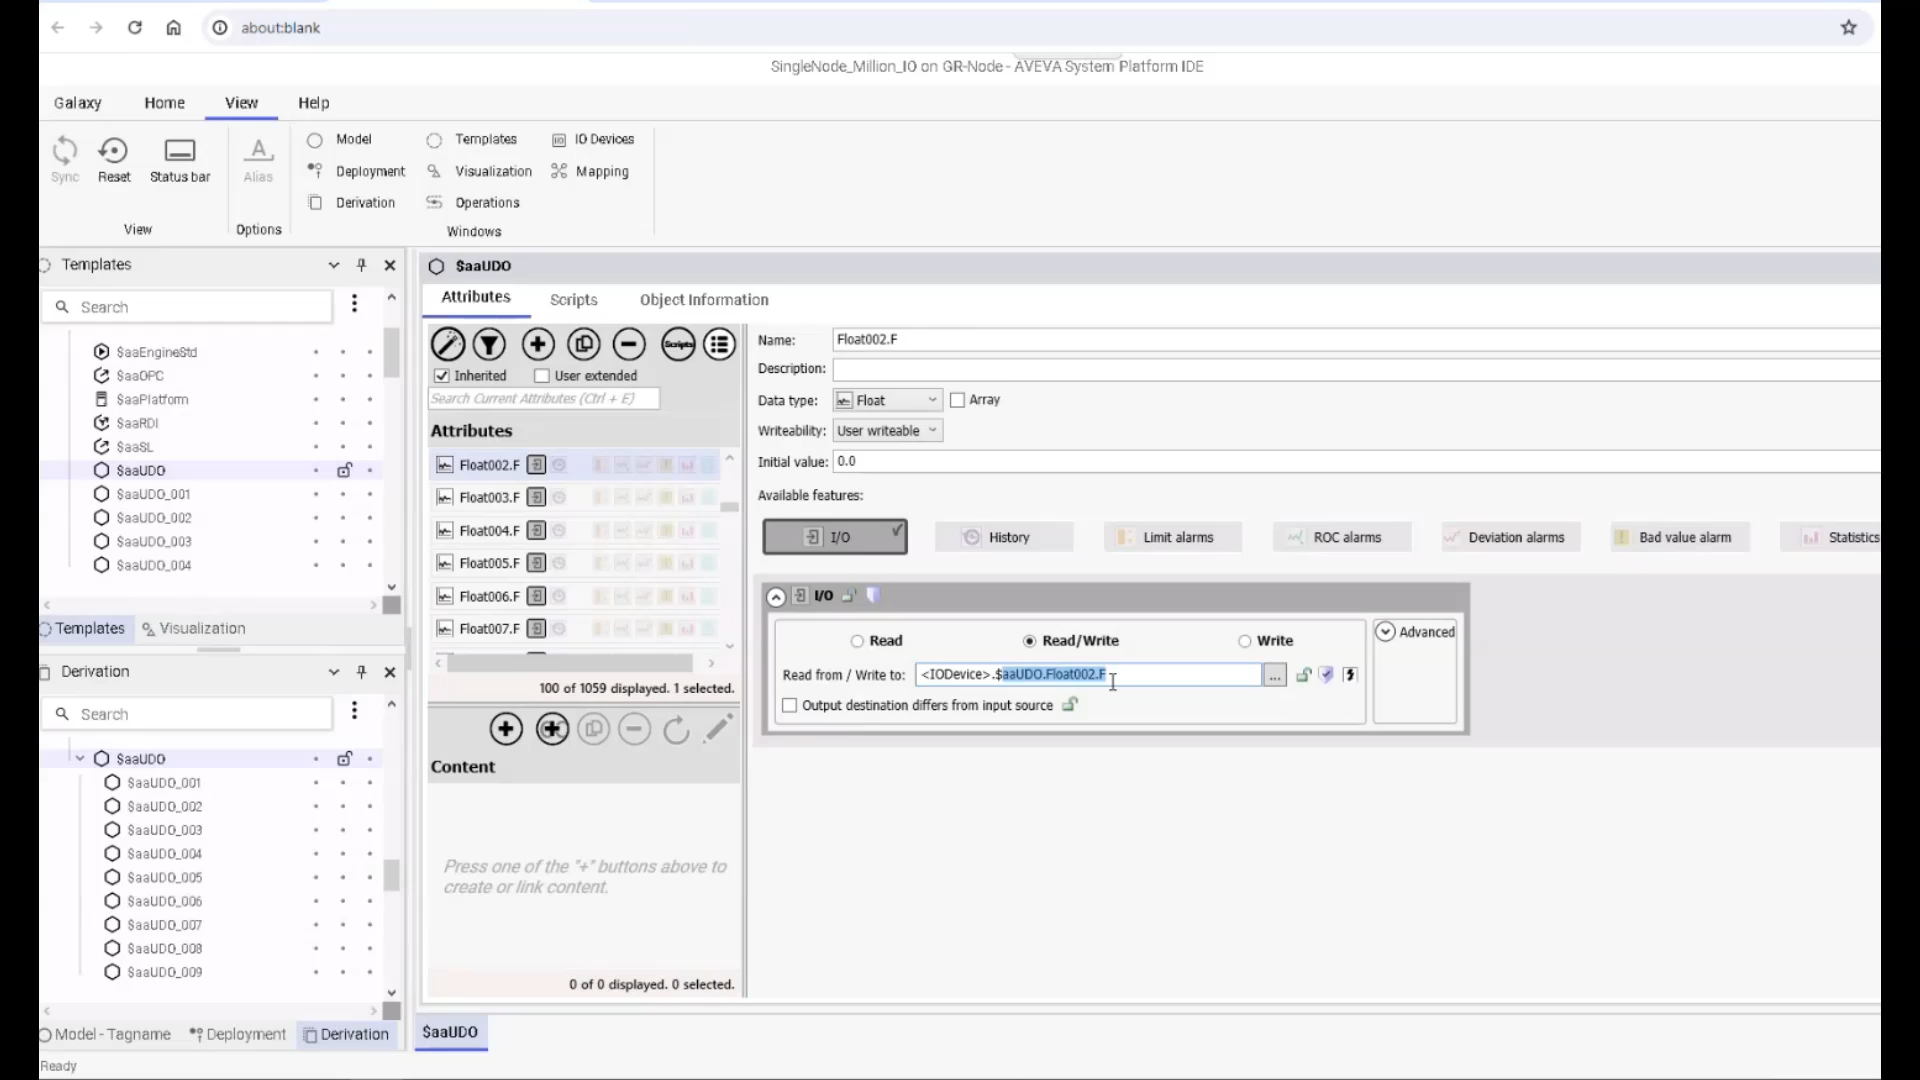 about:blank
SingleNode_Million_IO on GR-Node - AVEVA System Platform IDE
Galaxy Home View Help
Sync Reset Status bar
View
Alias
Options
Model Templates IO Devices
Deployment Visualization Mapping
Derivation Operations
Windows
Templates
Search
$aaEngineStd
$aaOPC
$aaPlatform
$aaRDI
$aaSL
$aaUDO
$aaUDO_001
$aaUDO_002
$aaUDO_003
$aaUDO_004
Templates Visualization
Derivation
Search
$aaUDO
$aaUDO_001
$aaUDO_002
$aaUDO_003
$aaUDO_004
$aaUDO_005
$aaUDO_006
$aaUDO_007
$aaUDO_008
$aaUDO_009
Model - Tagname Deployment Derivation
Ready
$aaUDO
Attributes Scripts Object Information
Scripts
Inherited User extended
Search Current Attributes (Ctrl + E)
Attributes
Float002.F
Float003.F
Float004.F
Float005.F
Float006.F
Float007.F
100 of 1059 displayed. 1 selected.
Content
Press one of the "+" buttons above to
create or link content.
0 of 0 displayed. 0 selected.
Name: Float002.F
Description:
Data type: Float Array
Writeability: User writeable
Initial value: 0.0
Available features:
I/O History Limit alarms ROC alarms Deviation alarms Bad value alarm Statistics
I/O
Read Read/Write Write
Advanced
Read from / Write to: <IODevice>.$aaUDO.Float002.F ...
Output destination differs from input source
$aaUDO